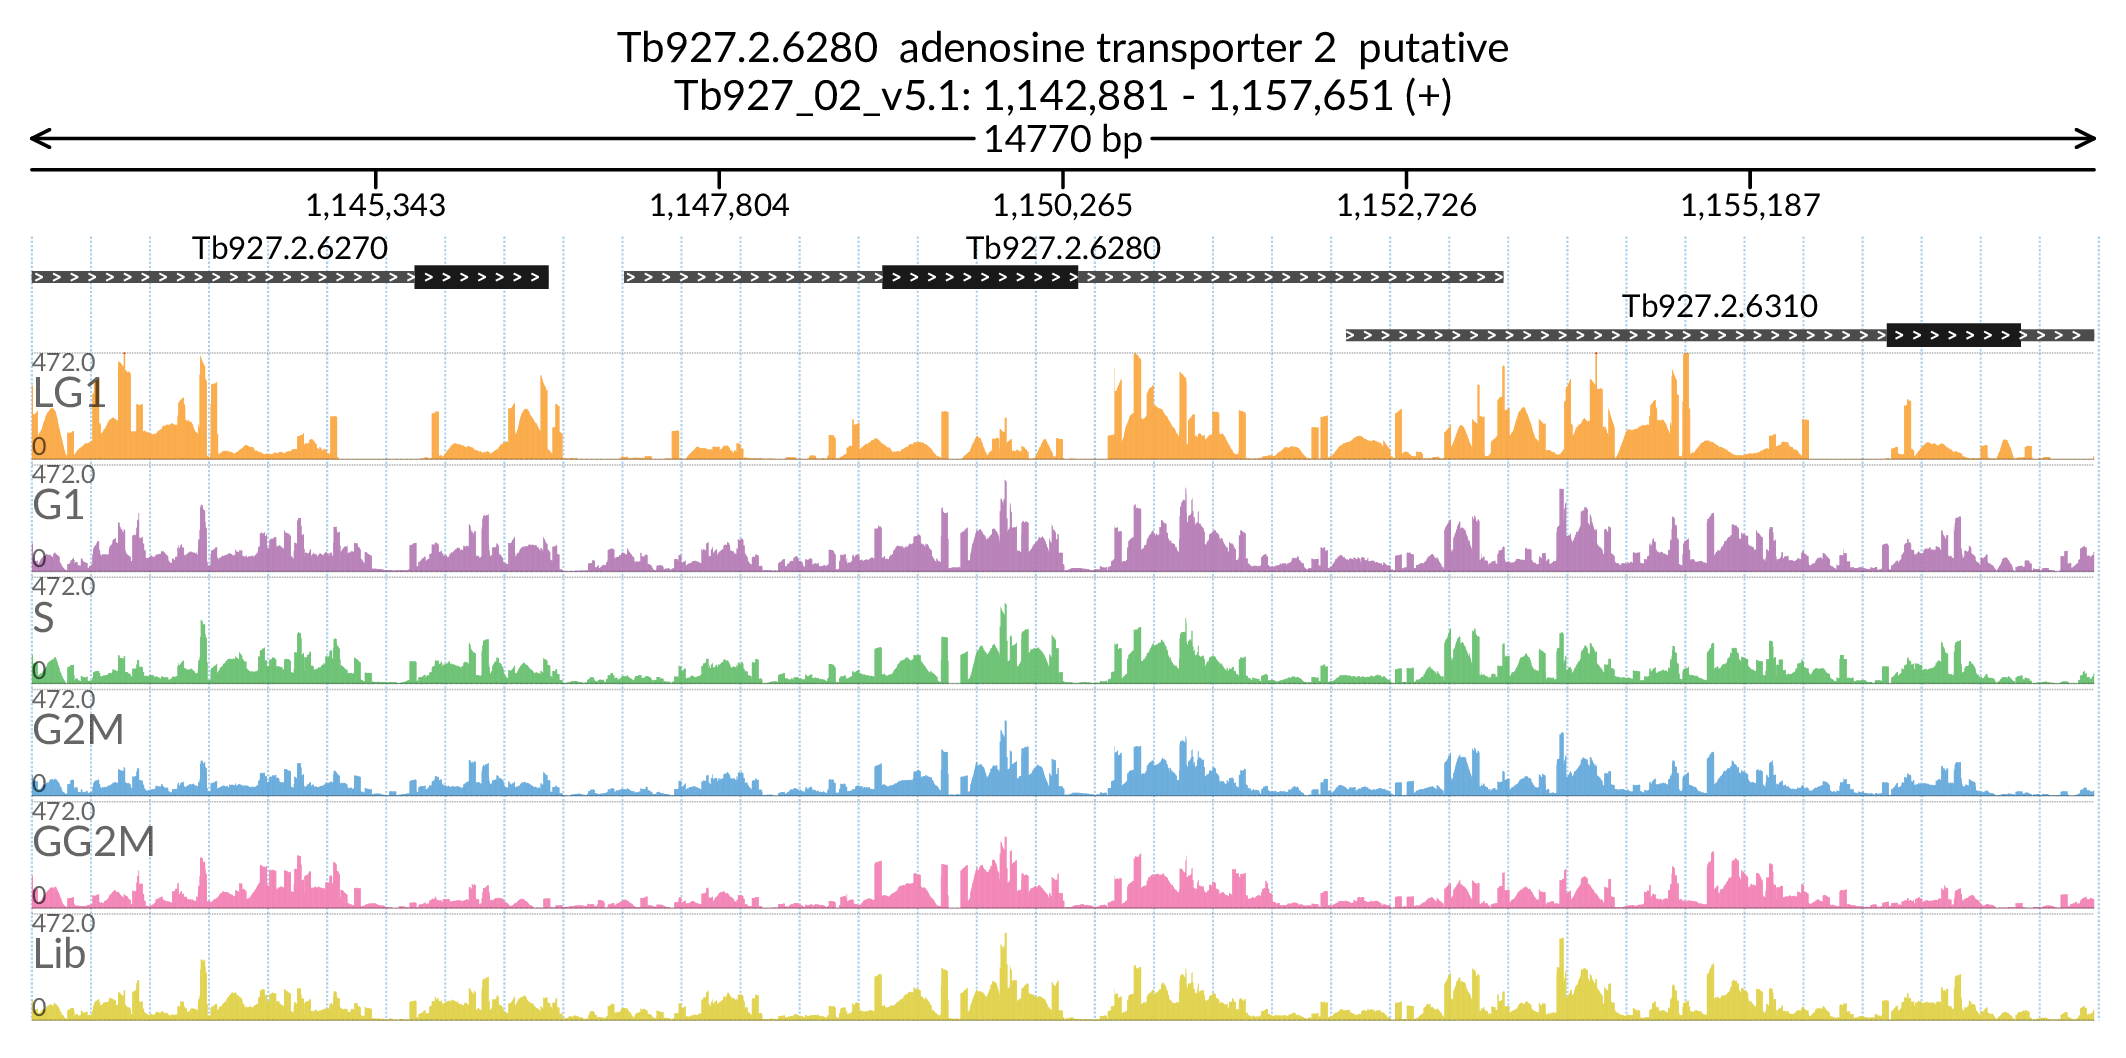 Tb927.2.6280  adenosine transporter 2  putative
Tb927_02_v5.1: 1,142,881 - 1,157,651 (+)
14770 bp
1,145,343 1,147,804 1,150,265 1,152,726 1,155,187
Tb927.2.6270 Tb927.2.6280
Tb927.2.6310
472.0
LG1
0
472.0
G1
0
472.0
S
0
472.0
G2M
0
472.0
GG2M
0
472.0
Lib
0